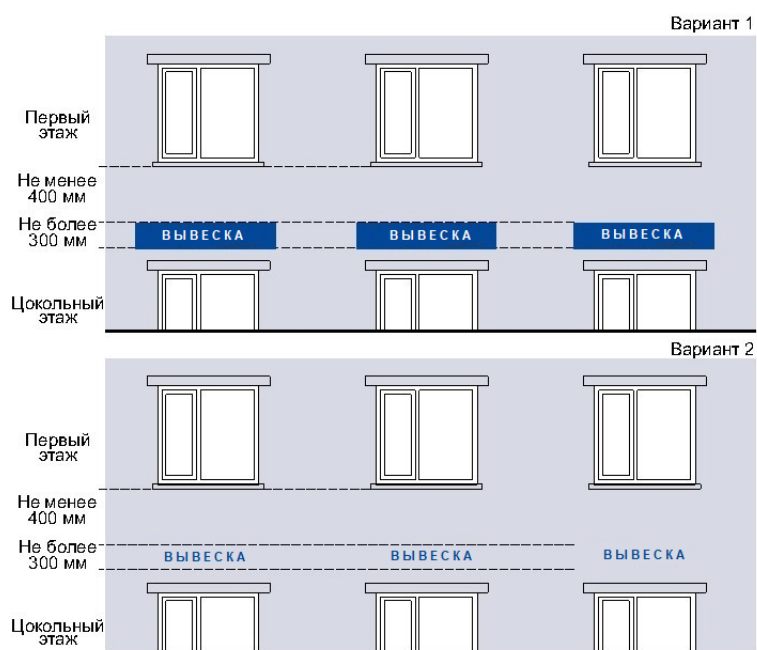 Вариант 1
Первый
этаж
Не менее
400 мм
Не более
300 мм
ВЫВЕСКА ВЫВЕСКА ВЫВЕСКА
Цокольный
этаж
Вариант 2
Первый
этаж
Не менее
400 мм
Не более
300 мм
ВЫВЕСКА ВЫВЕСКА ВЫВЕСКА
Цокольный
этаж